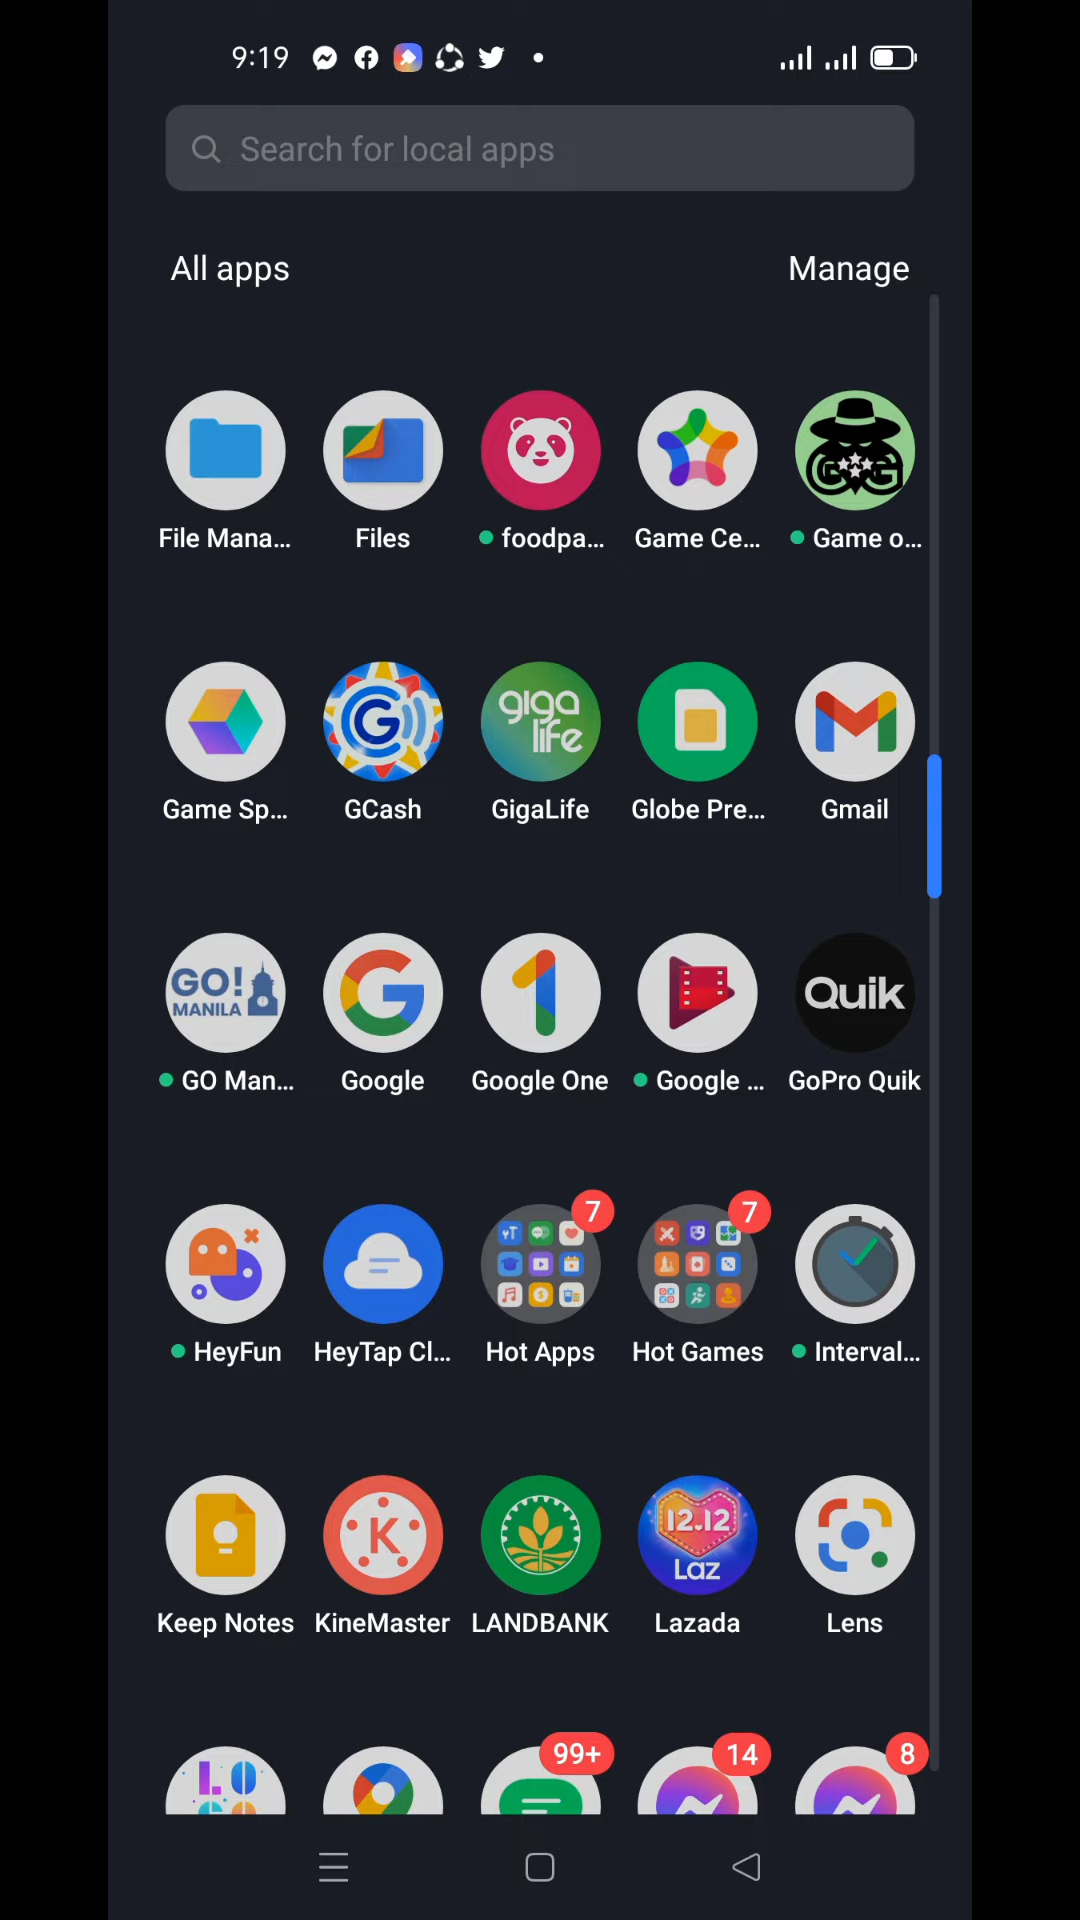 9:19
Search for local apps
All apps
Manage
File Mana...
Files
foodpa...
Game Ce...
GG
Game o...
Game Sp...
G
GCash
giga
life
GigaLife
Globe Pre...
Gmail
GO!
MANILA
GO Man...
Google
Google One
Google ...
Quik
GoPro Quik
HeyFun
HeyTap Cl...
7
Hot Apps
7
Hot Games
Interval...
Keep Notes
K
KineMaster
LANDBANK
12.12
Laz
Lazada
Lens
LO
99+
14
8